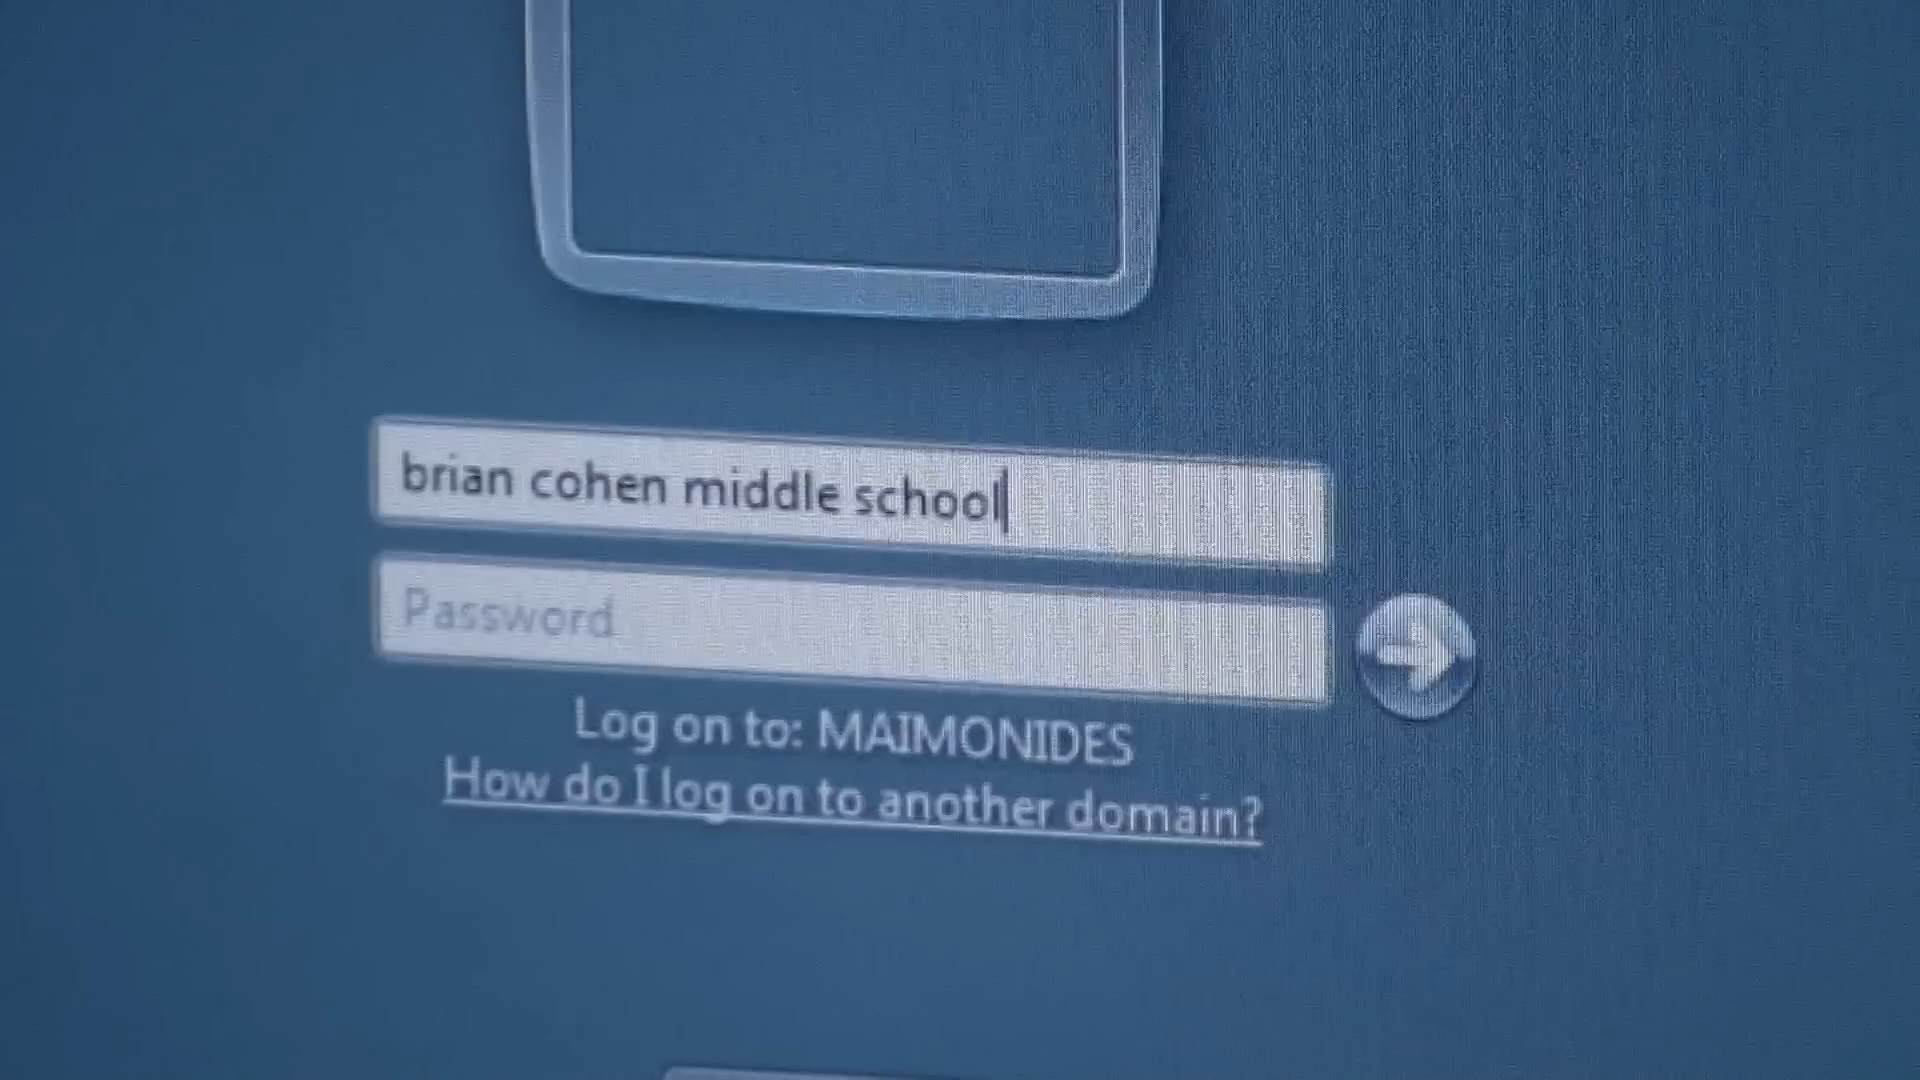 brian cohen middle school
Password
Log on to: MAIMONIDES
How do I log on to another domain?